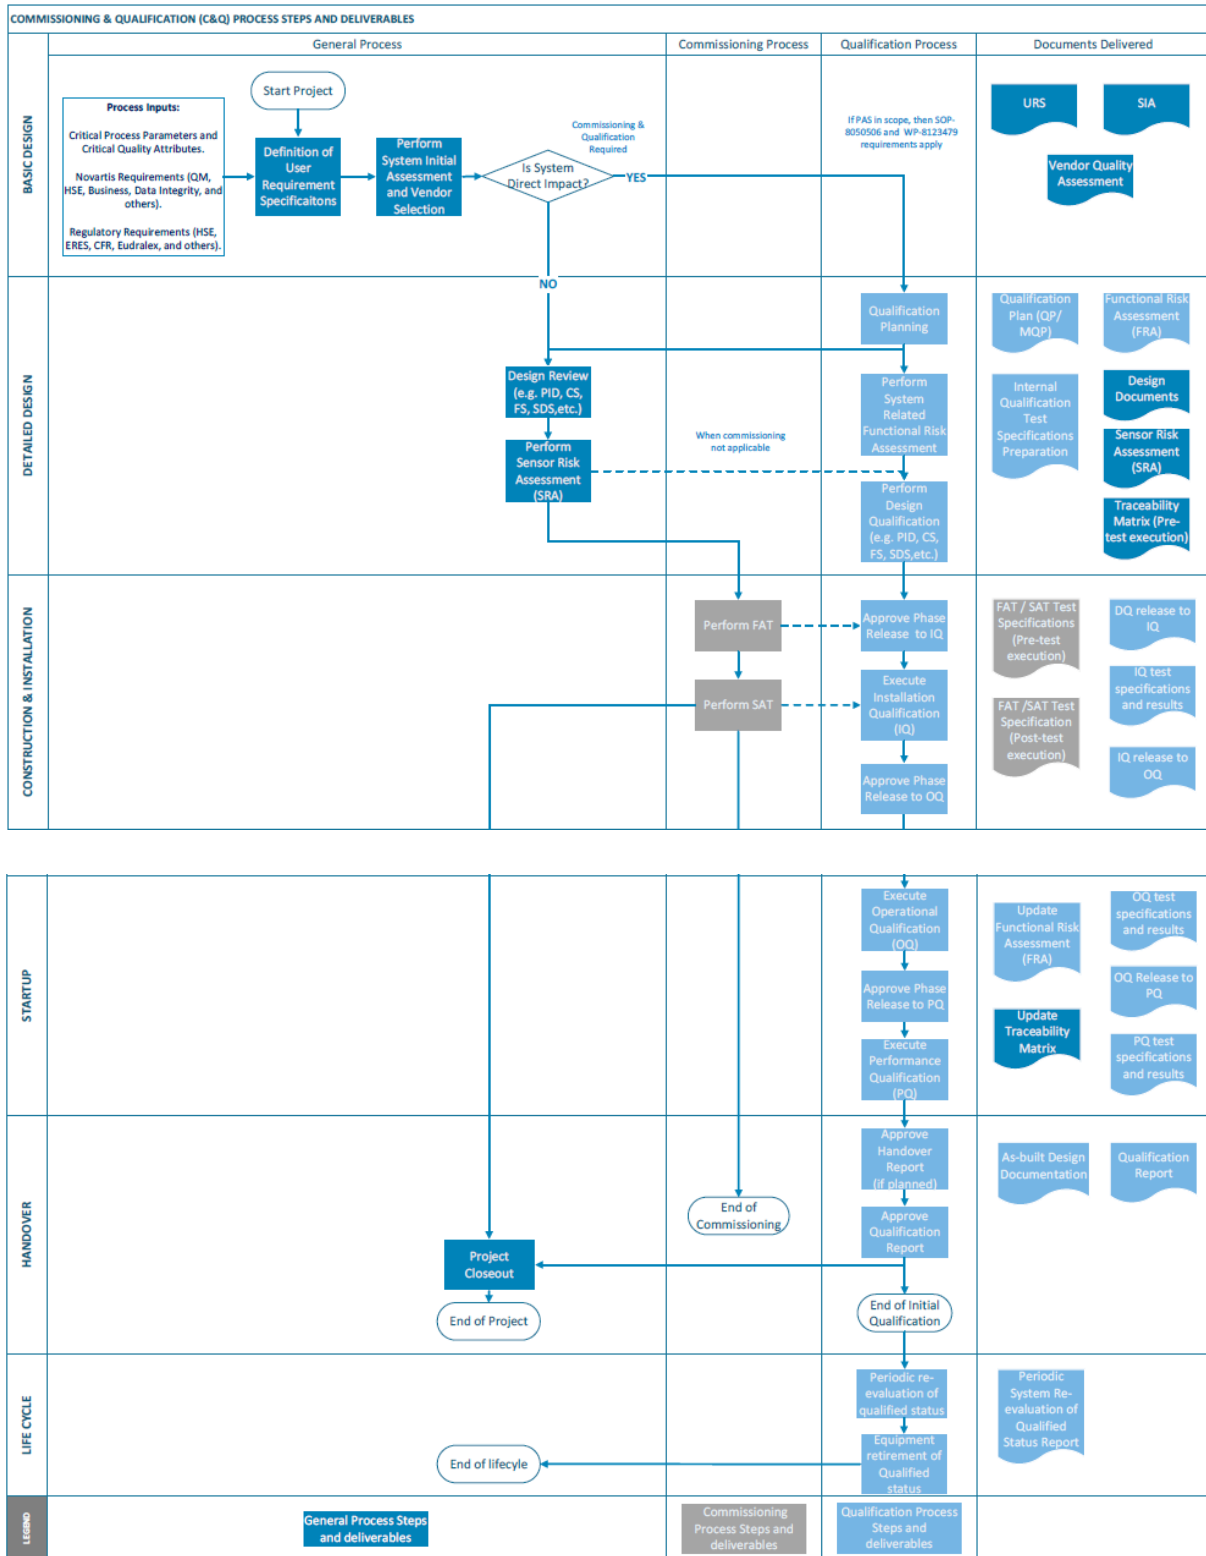 COMMISSIONING & QUALIFICATION (C&Q) PROCESS STEPS AND DELIVERABLES
General Process
Commissioning Process
Qualification Process
Documents Delivered
BASIC DESIGN
Start Project
Process Inputs:
Critical Process Parameters and
Critical Quality Attributes.
Novartis Requirements (QM,
HSE, Business, Data Integrity, and
others).
Regulatory Requirements (HSE,
ERES, CFR, Eudralex, and others).
Definition of
User
Requirement
Specificaitons
Perform
System Initial
Assessment
and Vendor
Selection
Is System
Direct Impact?
Commissioning &
Qualification
Required
YES
NO
If PAS in scope, then SOP-
8050506 and WP-8123479
requirements apply
URS
SIA
Vendor Quality
Assessment
DETAILED DESIGN
Design Review
(e.g. PID, CS,
FS, SDS,etc.)
Perform
Sensor Risk
Assessment
(SRA)
When commissioning
not applicable
Qualification
Planning
Perform
System
Related
Functional Risk
Assessment
Perform
Design
Qualification
(e.g. PID, CS,
FS, SDS,etc.)
Qualification
Plan (QP/
MQP)
Functional Risk
Assessment
(FRA)
Internal
Qualification
Test
Specifications
Preparation
Design
Documents
Sensor Risk
Assessment
(SRA)
Traceability
Matrix (Pre-
test execution)
CONSTRUCTION & INSTALLATION
Perform FAT
Perform SAT
Approve Phase
Release to IQ
Execute
Installation
Qualification
(IQ)
Approve Phase
Release to OQ
FAT / SAT Test
Specifications
(Pre-test
execution)
DQ release to
IQ
IQ test
specifications
and results
FAT /SAT Test
Specification
(Post-test
execution)
IQ release to
OQ
STARTUP
Execute
Operational
Qualification
(OQ)
Approve Phase
Release to PQ
Execute
Performance
Qualification
(PQ)
Update
Functional Risk
Assessment
(FRA)
OQ test
specifications
and results
OQ Release to
PQ
Update
Traceability
Matrix
PQ test
specifications
and results
HANDOVER
Project
Closeout
End of Project
End of
Commissioning
Approve
Handover
Report
(if planned)
Approve
Qualification
Report
End of Initial
Qualification
As-built Design
Documentation
Qualification
Report
LIFE CYCLE
End of lifecyle
Periodic re-
evaluation of
qualified status
Equipment
retirement of
Qualified
status
Periodic
System Re-
evaluation of
Qualified
Status Report
LEGEND
General Process Steps
and deliverables
Commissioning
Process Steps and
deliverables
Qualification Process
Steps and
deliverables